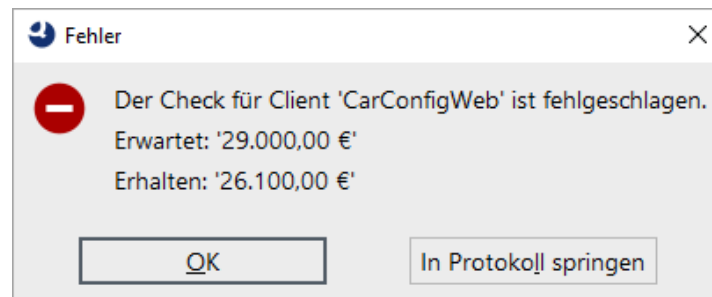 Fehler
Der Check für Client 'CarConfigWeb' ist fehlgeschlagen.
Erwartet: '29.000,00 €'
Erhalten: '26.100,00 €'
OK
In Protokoll springen